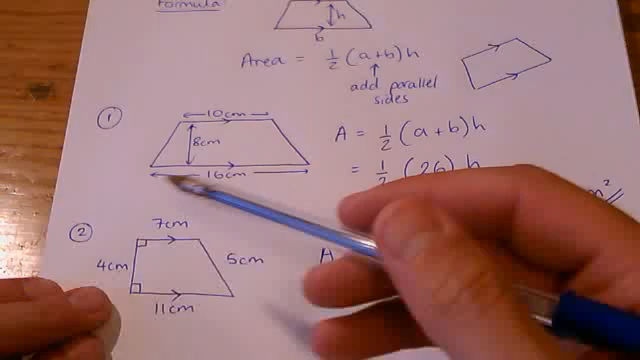 Formula
h
b
Area = 1/2 (a+b)h
add parallel
sides
①
10cm
8cm
16cm
A = 1/2 (a+b)h
= 1/2 (26) h
②
7cm
4cm
5cm
11cm
A